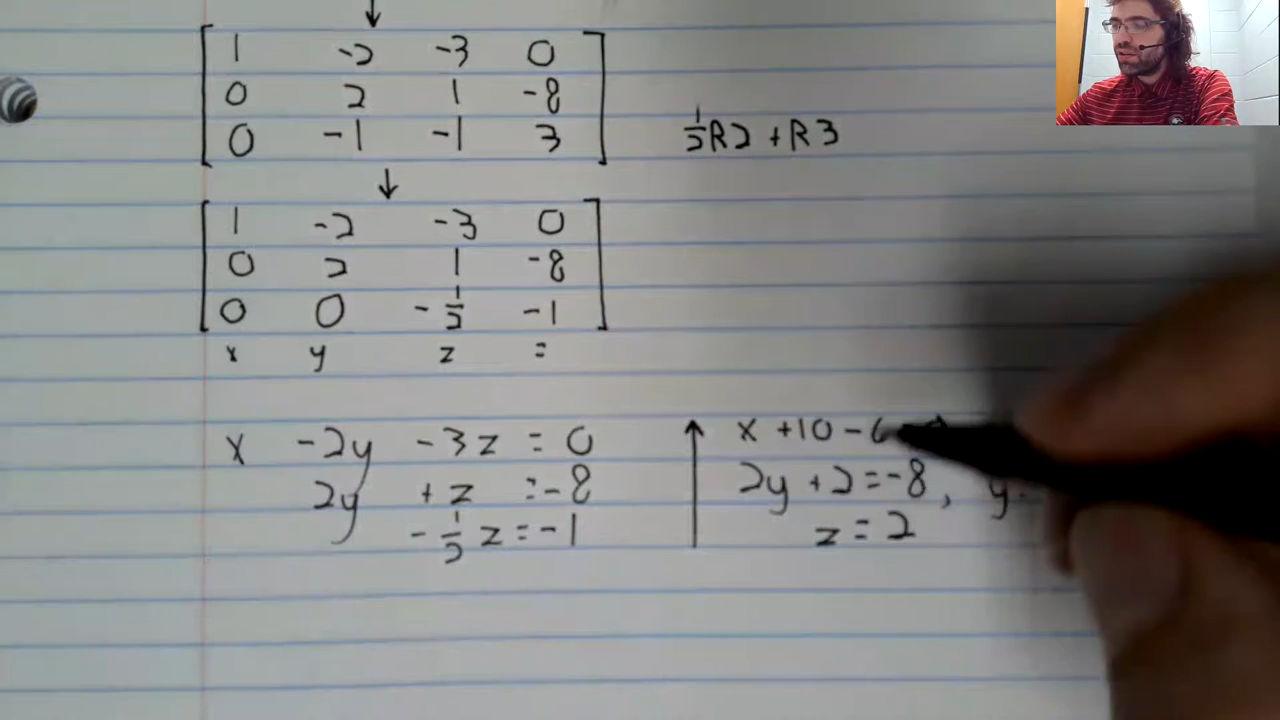 ↓
1 -2 -3 0
0 2 1 -8
0 -1 -1 3
½R2 + R3
↓
1 -2 -3 0
0 2 1 -8
0 0 -½ -1
x y z =
x -2y -3z = 0
2y + z = -8
-½z = -1
↑
x + 10 - 6
2y + 2 = -8, y
z = 2